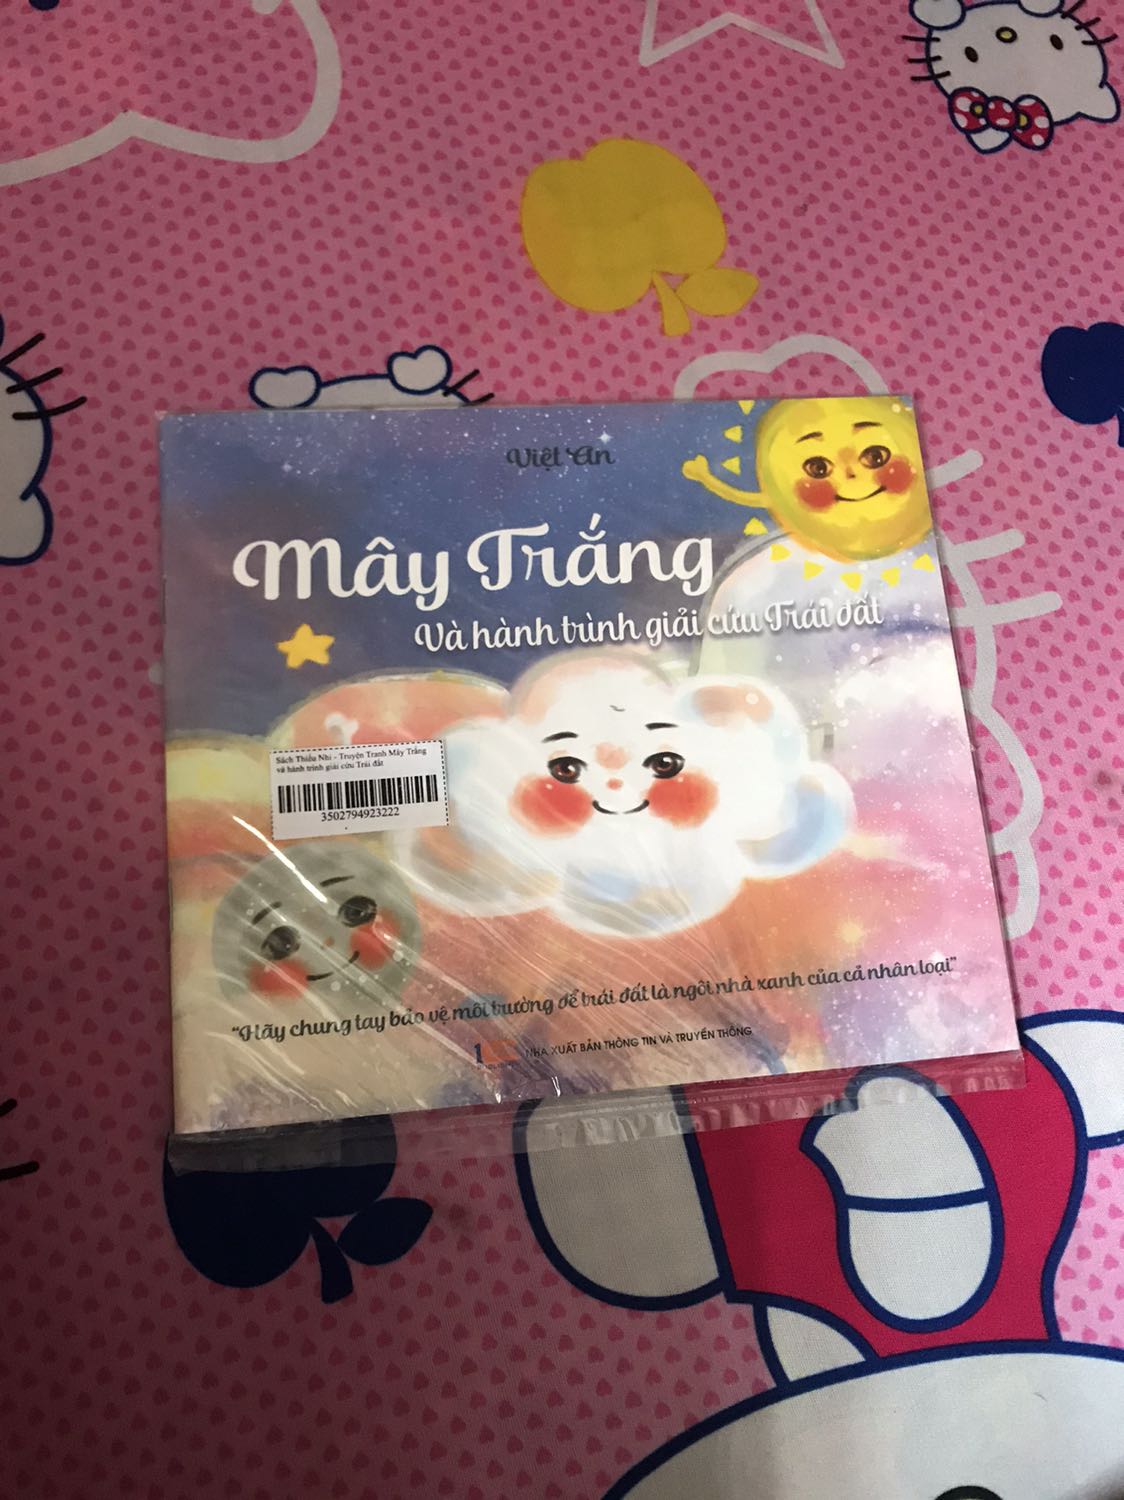 Việt An
Mây Trắng
Và hành trình giải cứu Trái đất
Sách Thiếu Nhi - Truyện Tranh Mây Trắng
và hành trình giải cứu Trái đất
3502794923222
"Hãy chung tay bảo vệ môi trường để trái đất là ngôi nhà xanh của cả nhân loại"
NHÀ XUẤT BẢN THÔNG TIN VÀ TRUYỀN THÔNG